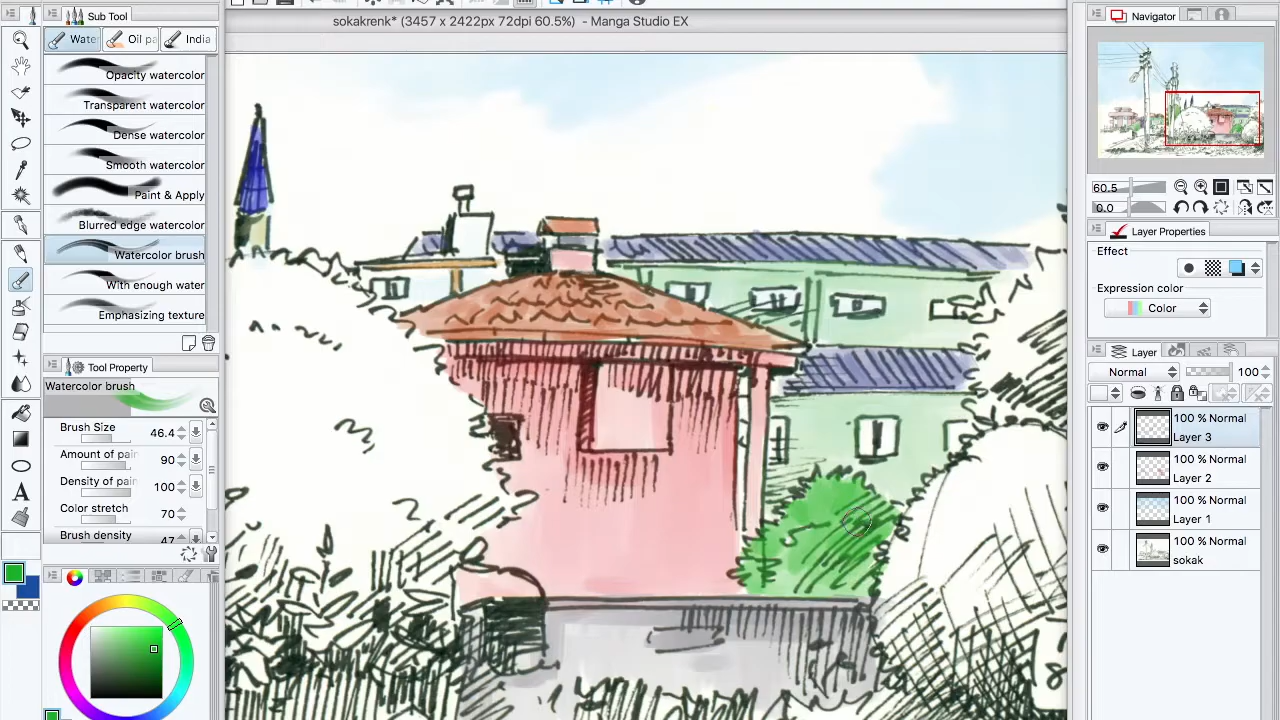 sokakrenk* (3457 x 2422px 72dpi 60.5%) - Manga Studio EX
Sub Tool
Wate
Oil pa
India
Opacity watercolor
Transparent watercolor
Dense watercolor
Smooth watercolor
Paint & Apply
Blurred edge watercolor
Watercolor brush
With enough water
Emphasizing texture
Tool Property
Watercolor brush
Brush Size 46.4
Amount of pain 90
Density of pain 100
Color stretch 70
Brush density 47
Navigator
60.5
0.0
Layer Properties
Effect
Expression color
Color
Layer
Normal 100
100 % Normal
Layer 3
100 % Normal
Layer 2
100 % Normal
Layer 1
100 % Normal
sokak